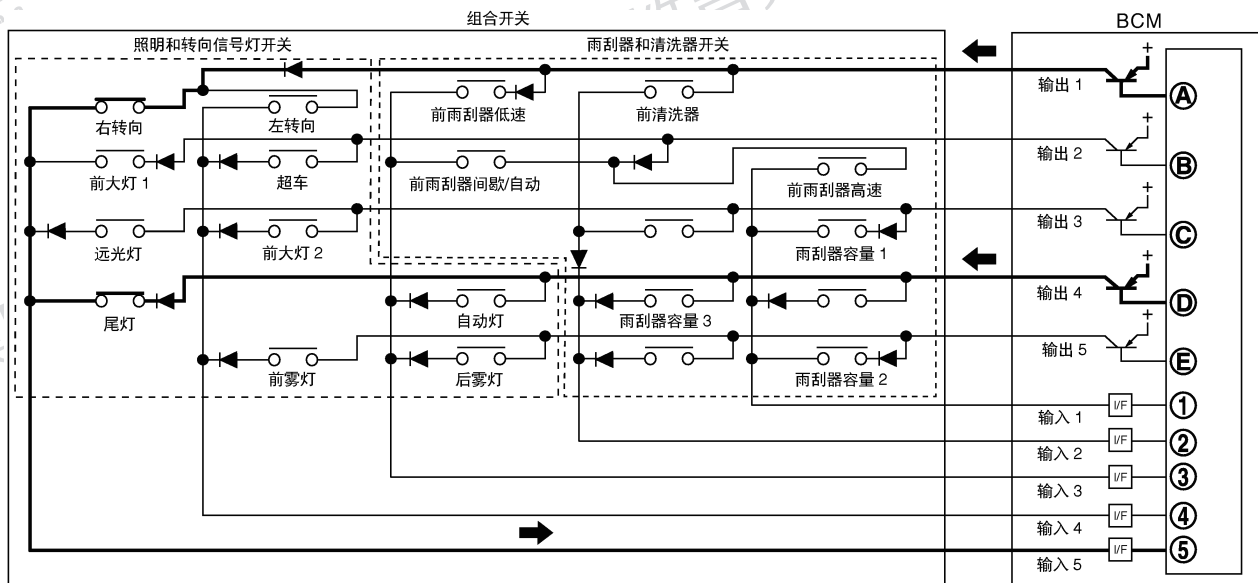 组合开关
BCM
照明和转向信号灯开关
雨刮器和清洗器开关
+
输出 1
A
右转向
左转向
前雨刮器低速
前清洗器
+
输出 2
B
前大灯 1
超车
前雨刮器间歇/自动
前雨刮器高速
+
输出 3
C
远光灯
前大灯 2
雨刮器容量 1
+
输出 4
D
尾灯
自动灯
雨刮器容量 3
+
输出 5
E
前雾灯
后雾灯
雨刮器容量 2
输入 1
I/F
1
输入 2
I/F
2
输入 3
I/F
3
输入 4
I/F
4
输入 5
I/F
5